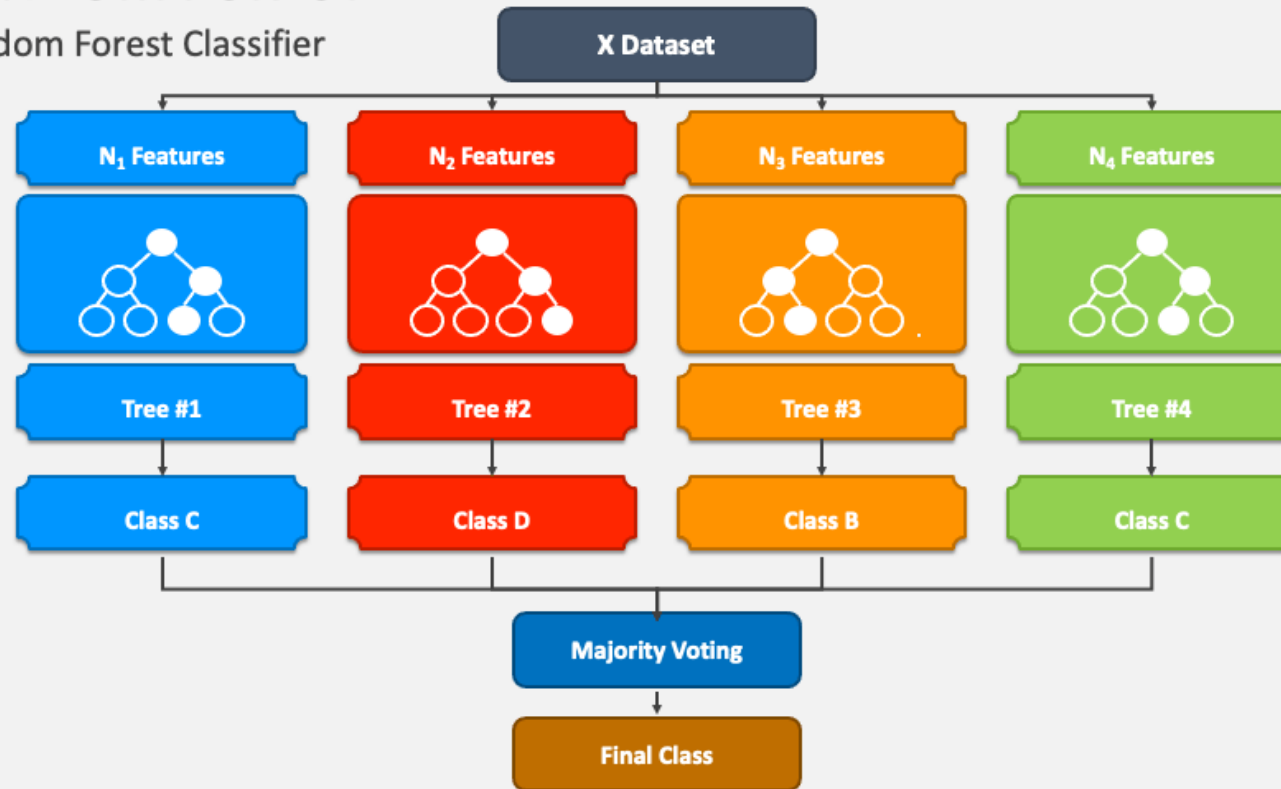 dom Forest Classifier
X Dataset
N₁ Features
N₂ Features
N₃ Features
N₄ Features
Tree #1
Tree #2
Tree #3
Tree #4
Class C
Class D
Class B
Class C
Majority Voting
Final Class